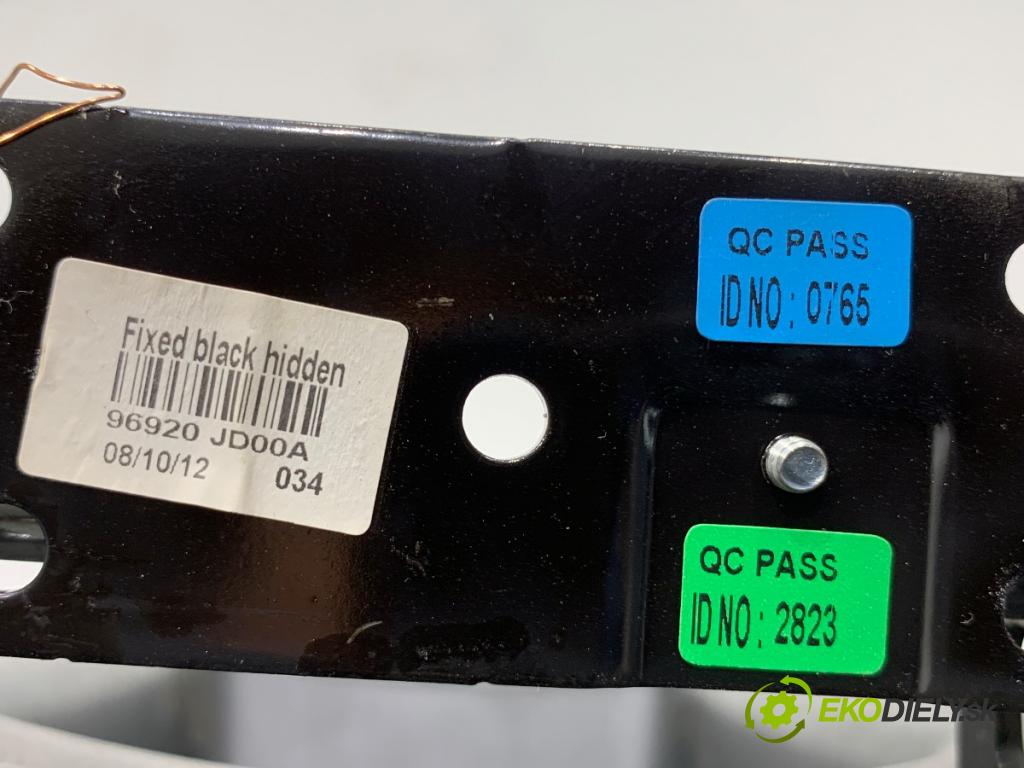 Fixed black hidden
96920 JD00A
08/10/12 034
QC PASS
ID NO: 0765
QC PASS
ID NO: 2823
EKODIELY.SK